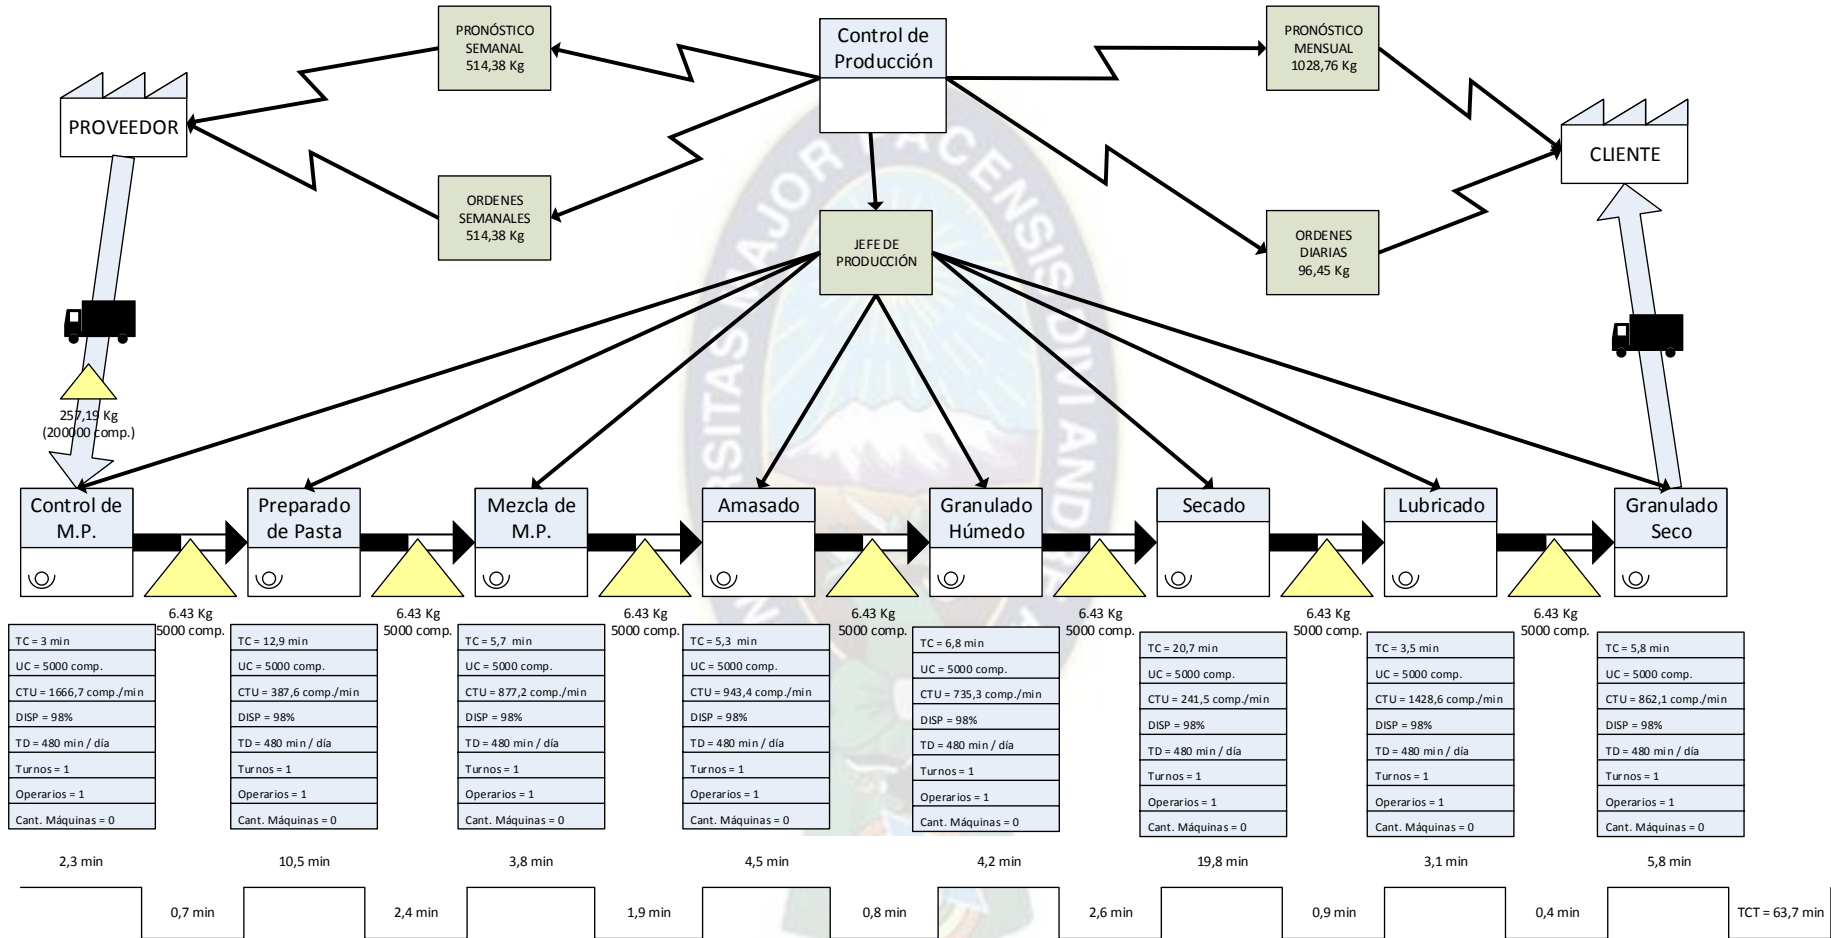 PRONÓSTICO
SEMANAL
514,38 Kg
Control de
Producción
PRONÓSTICO
MENSUAL
1028,76 Kg
PROVEEDOR
CLIENTE
ORDENES
SEMANALES
514,38 Kg
JEFE DE
PRODUCCIÓN
ORDENES
DIARIAS
96,45 Kg
257,19 Kg
(200000 comp.)
Control de
M.P.
Preparado
de Pasta
Mezcla de
M.P.
Amasado
Granulado
Húmedo
Secado
Lubricado
Granulado
Seco
6.43 Kg
5000 comp.
6.43 Kg
5000 comp.
6.43 Kg
5000 comp.
6.43 Kg
5000 comp.
6.43 Kg
5000 comp.
6.43 Kg
5000 comp.
6.43 Kg
5000 comp.
TC = 3 min
UC = 5000 comp.
CTU = 1666,7 comp./min
DISP = 98%
TD = 480 min / día
Turnos = 1
Operarios = 1
Cant. Máquinas = 0
TC = 12,9 min
UC = 5000 comp.
CTU = 387,6 comp./min
DISP = 98%
TD = 480 min / día
Turnos = 1
Operarios = 1
Cant. Máquinas = 0
TC = 5,7 min
UC = 5000 comp.
CTU = 877,2 comp./min
DISP = 98%
TD = 480 min / día
Turnos = 1
Operarios = 1
Cant. Máquinas = 0
TC = 5,3 min
UC = 5000 comp.
CTU = 943,4 comp./min
DISP = 98%
TD = 480 min / día
Turnos = 1
Operarios = 1
Cant. Máquinas = 0
TC = 6,8 min
UC = 5000 comp.
CTU = 735,3 comp./min
DISP = 98%
TD = 480 min / día
Turnos = 1
Operarios = 1
Cant. Máquinas = 0
TC = 20,7 min
UC = 5000 comp.
CTU = 241,5 comp./min
DISP = 98%
TD = 480 min / día
Turnos = 1
Operarios = 1
Cant. Máquinas = 0
TC = 3,5 min
UC = 5000 comp.
CTU = 1428,6 comp./min
DISP = 98%
TD = 480 min / día
Turnos = 1
Operarios = 1
Cant. Máquinas = 0
TC = 5,8 min
UC = 5000 comp.
CTU = 862,1 comp./min
DISP = 98%
TD = 480 min / día
Turnos = 1
Operarios = 1
Cant. Máquinas = 0
2,3 min
10,5 min
3,8 min
4,5 min
4,2 min
19,8 min
3,1 min
5,8 min
0,7 min
2,4 min
1,9 min
0,8 min
2,6 min
0,9 min
0,4 min
TCT = 63,7 min
MAJOR PACENSIS DIVI AND